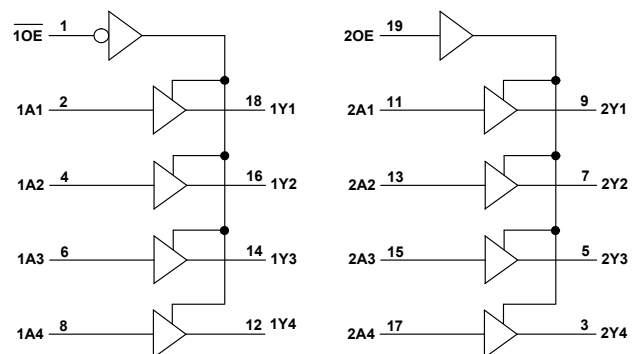 1OE 1
1A1 2 18 1Y1
1A2 4 16 1Y2
1A3 6 14 1Y3
1A4 8 12 1Y4
2OE 19
2A1 11 9 2Y1
2A2 13 7 2Y2
2A3 15 5 2Y3
2A4 17 3 2Y4